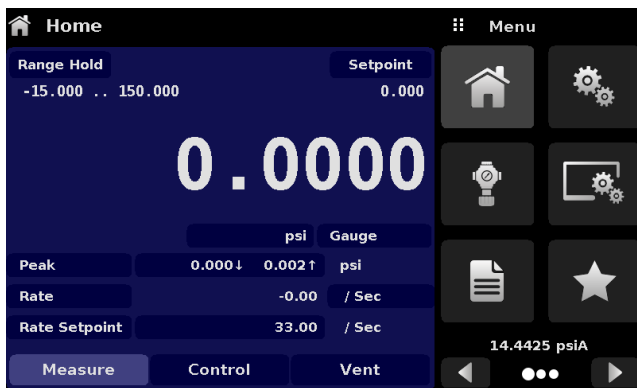 Home
Menu
Range Hold
Setpoint
-15.000 .. 150.000
0.000
0.0000
psi Gauge
Peak 0.000↓ 0.002↑ psi
Rate -0.00 / Sec
Rate Setpoint 33.00 / Sec
14.4425 psiA
Measure Control Vent